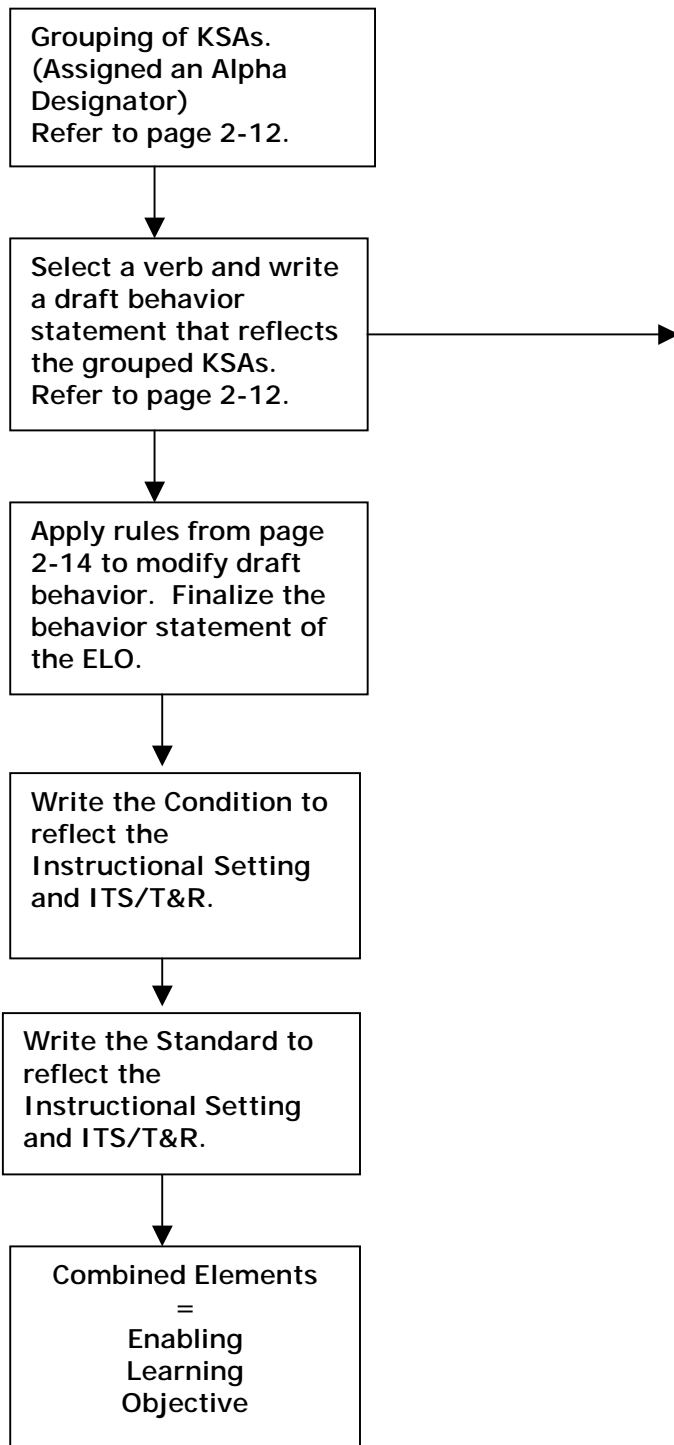 Grouping of KSAs.
(Assigned an Alpha
Designator)
Refer to page 2-12.
Select a verb and write
a draft behavior
statement that reflects
the grouped KSAs.
Refer to page 2-12.
Apply rules from page
2-14 to modify draft
behavior.  Finalize the
behavior statement of
the ELO.
Write the Condition to
reflect the
Instructional Setting
and ITS/T&R.
Write the Standard to
reflect the
Instructional Setting
and ITS/T&R.
Combined Elements
=
Enabling
Learning
Objective